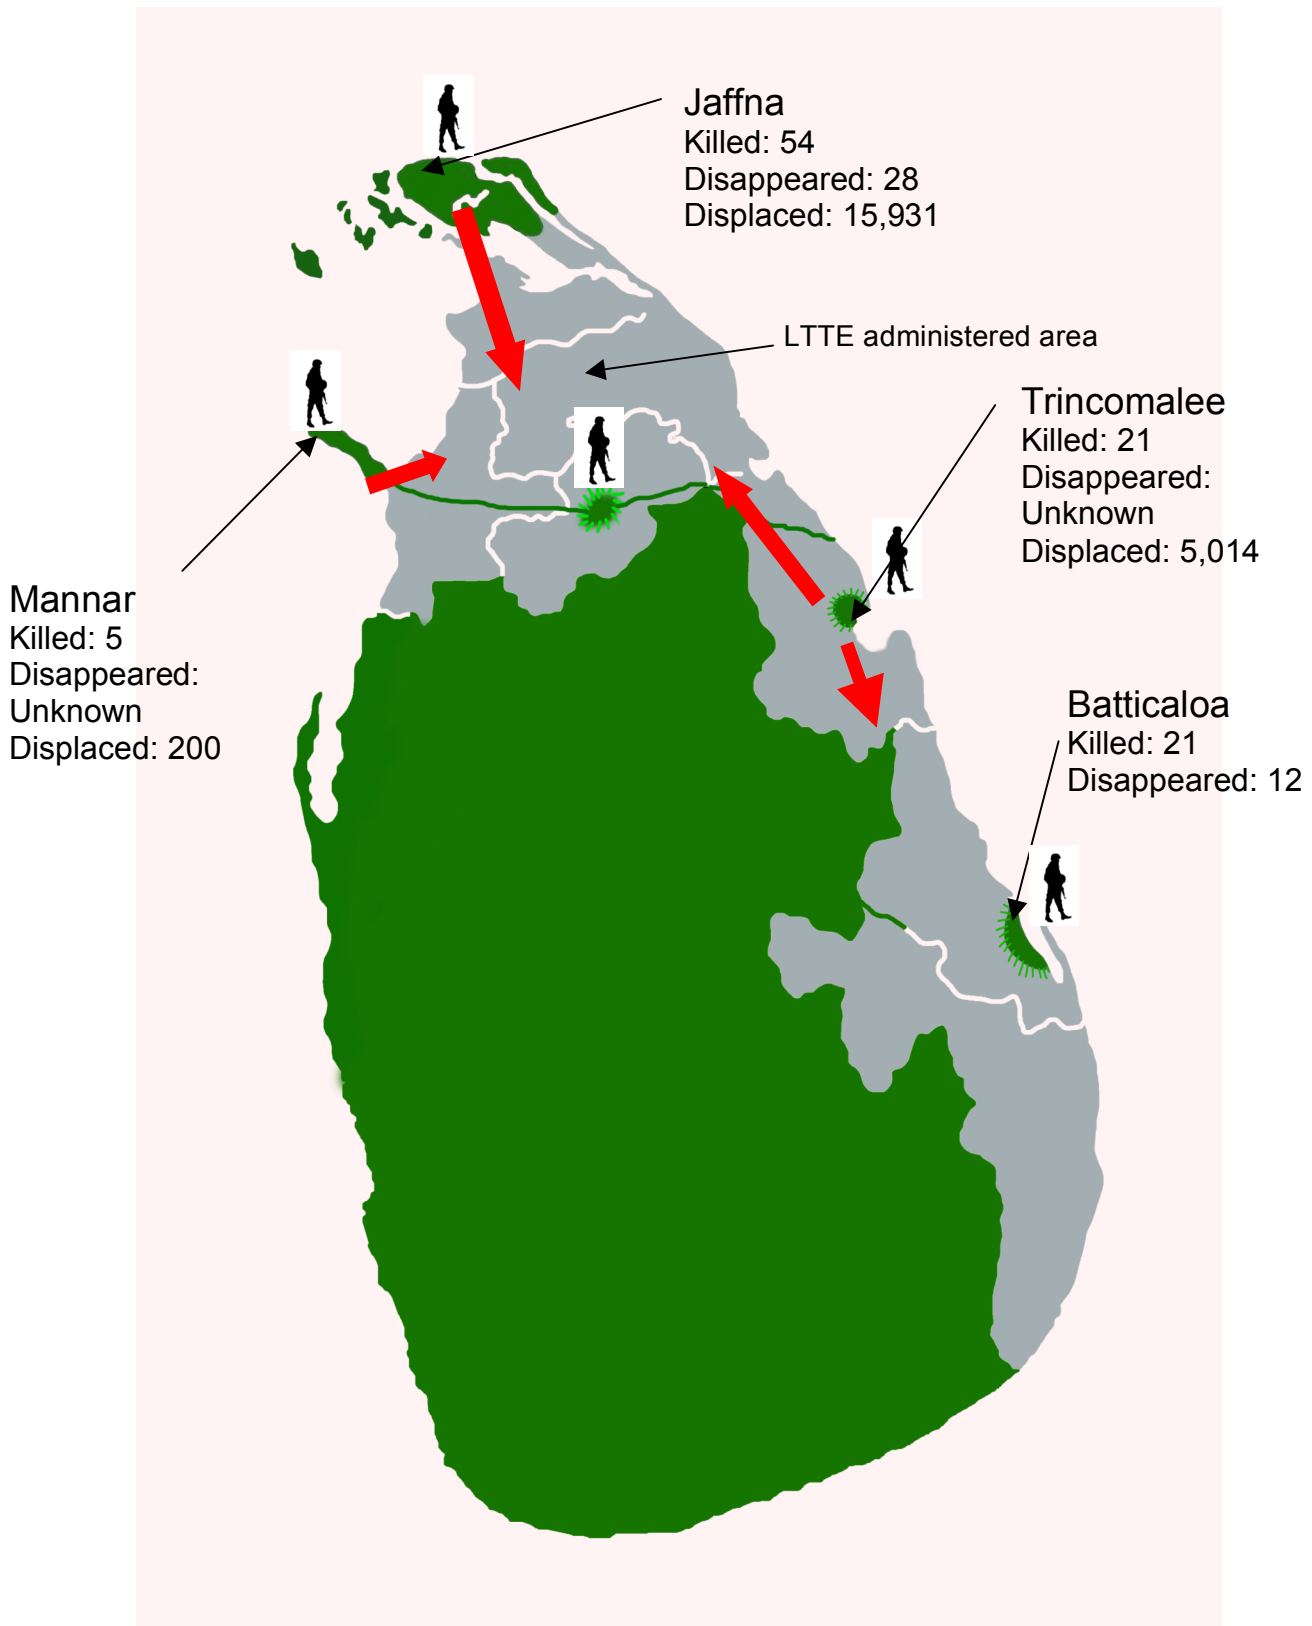 Jaffna
Killed: 54
Disappeared: 28
Displaced: 15,931
LTTE administered area
Trincomalee
Killed: 21
Disappeared:
Unknown
Displaced: 5,014
Mannar
Killed: 5
Disappeared:
Unknown
Displaced: 200
Batticaloa
Killed: 21
Disappeared: 12